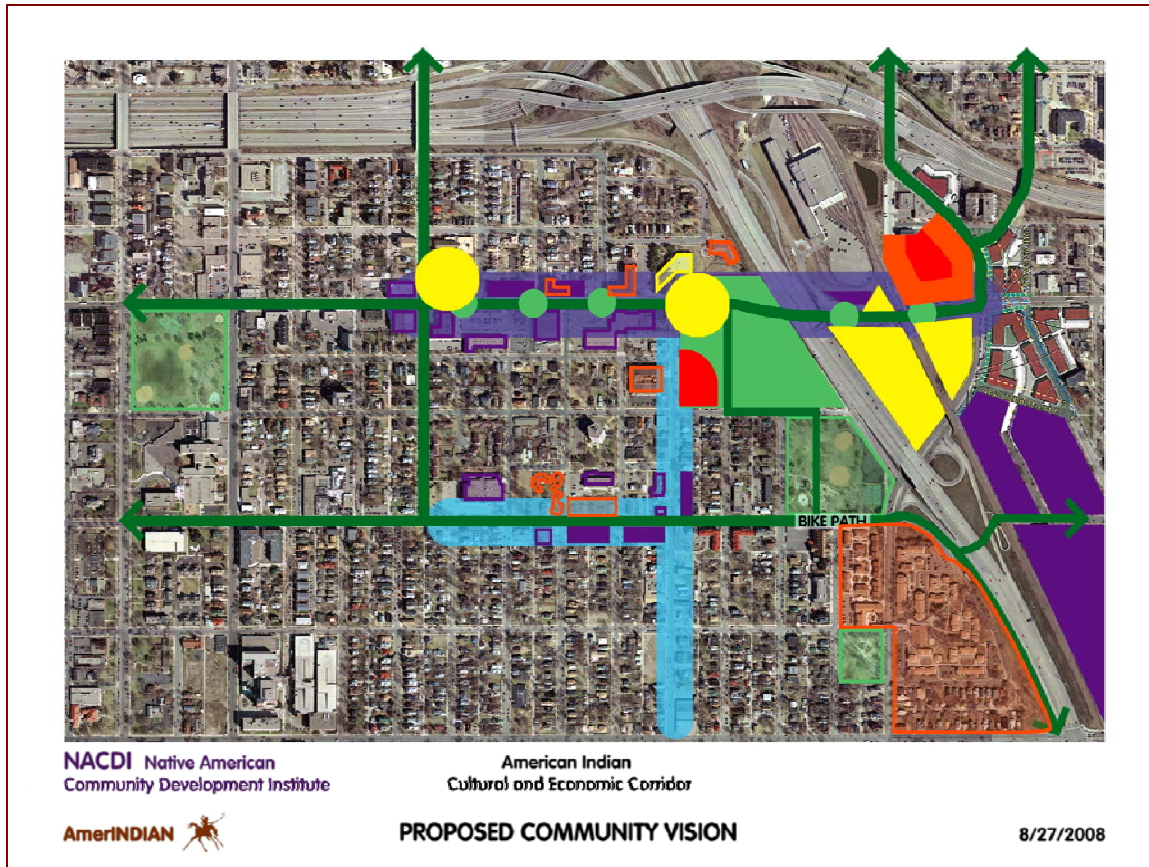 BIKE PATH
NACDI Native American
Community Development Institute
American Indian
Cultural and Economic Corridor
AmerINDIAN
PROPOSED COMMUNITY VISION
8/27/2008